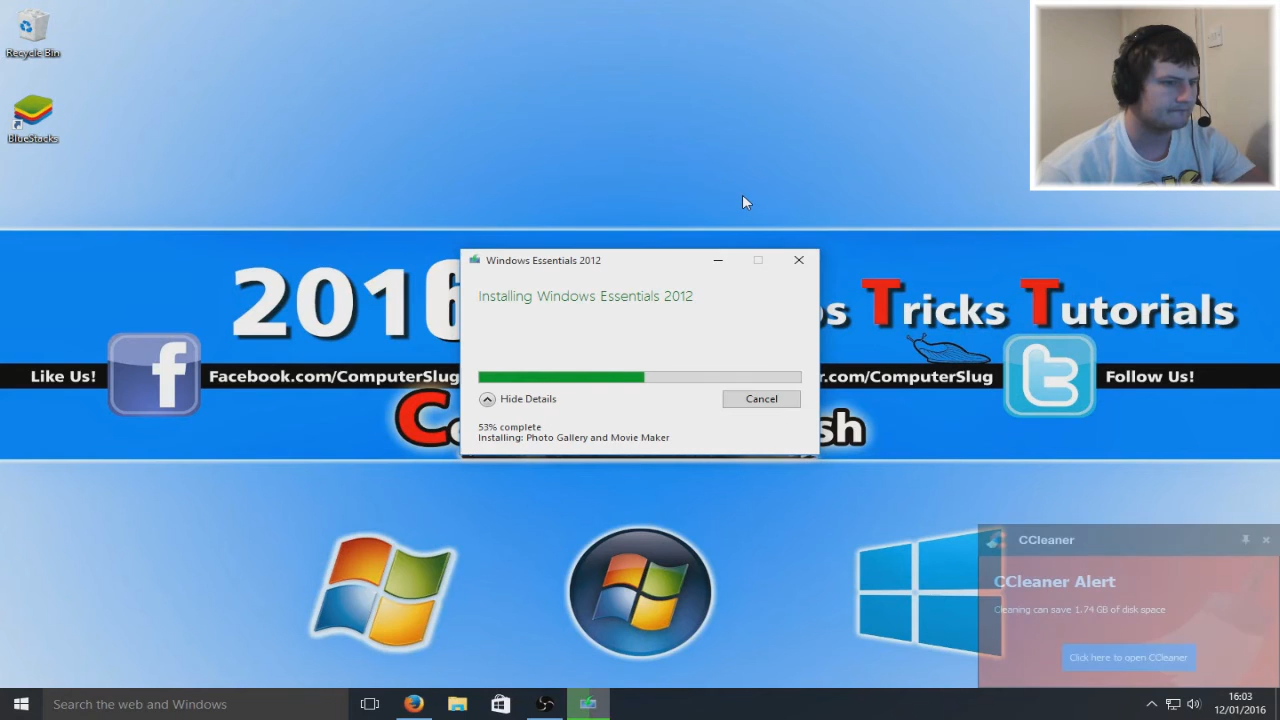 Recycle Bin
BlueStacks
Windows Essentials 2012
Installing Windows Essentials 2012
2016
s Tricks Tutorials
Like Us!
Facebook.com/ComputerSlug
r.com/ComputerSlug
Follow Us!
Hide Details
Cancel
C
sh
53% complete
Installing: Photo Gallery and Movie Maker
CCleaner
CCleaner Alert
Cleaning can save 1.74 GB of disk space
Click here to open CCleaner
Search the web and Windows
16:03
12/01/2016